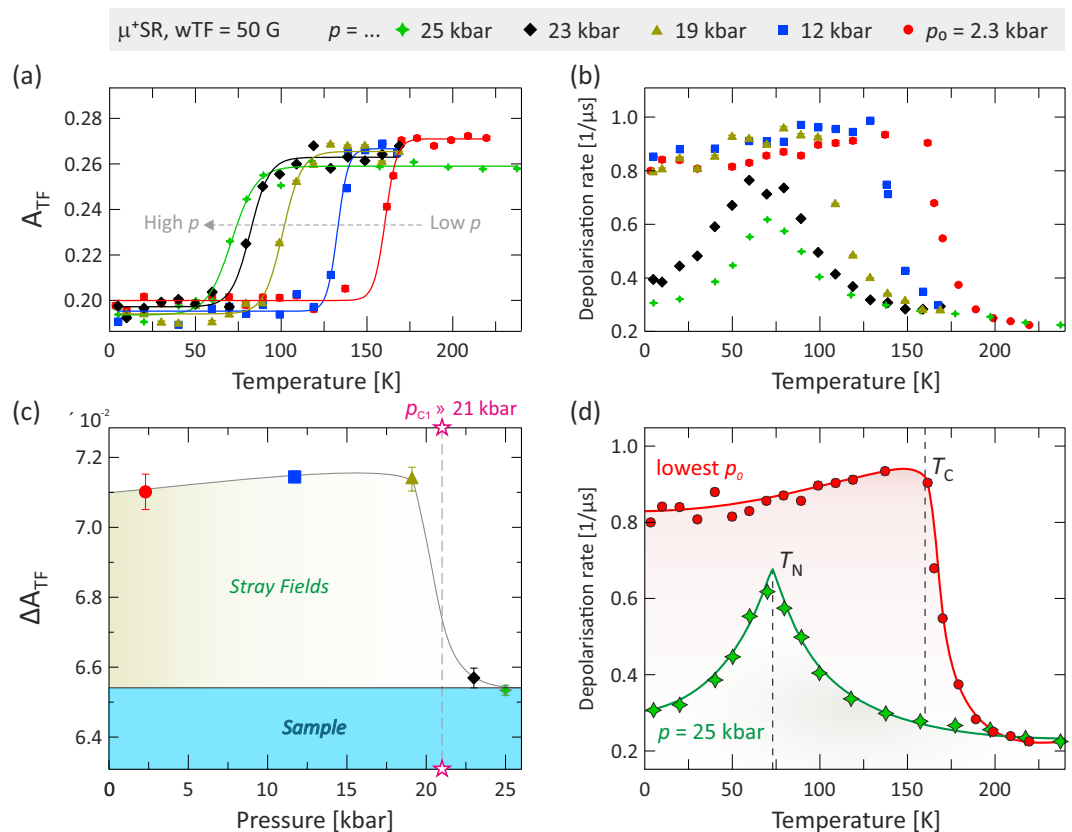 μ⁺SR, wTF = 50 G p = ... 25 kbar 23 kbar 19 kbar 12 kbar p₀ = 2.3 kbar
(a)
0.28
0.26
0.24
0.22
0.20
A_TF
High p
Low p
0 50 100 150 200
Temperature [K]
(b)
1.0
0.8
0.6
0.4
0.2
Depolarisation rate [1/μs]
0 50 100 150 200
Temperature [K]
(c)
´ 10⁻²
p_C1 » 21 kbar
7.2
7.0
6.8
6.6
6.4
ΔA_TF
Stray Fields
Sample
0 5 10 15 20 25
Pressure [kbar]
(d)
1.0
0.8
0.6
0.4
0.2
Depolarisation rate [1/μs]
lowest p₀
T_C
T_N
p = 25 kbar
0 50 100 150 200
Temperature [K]